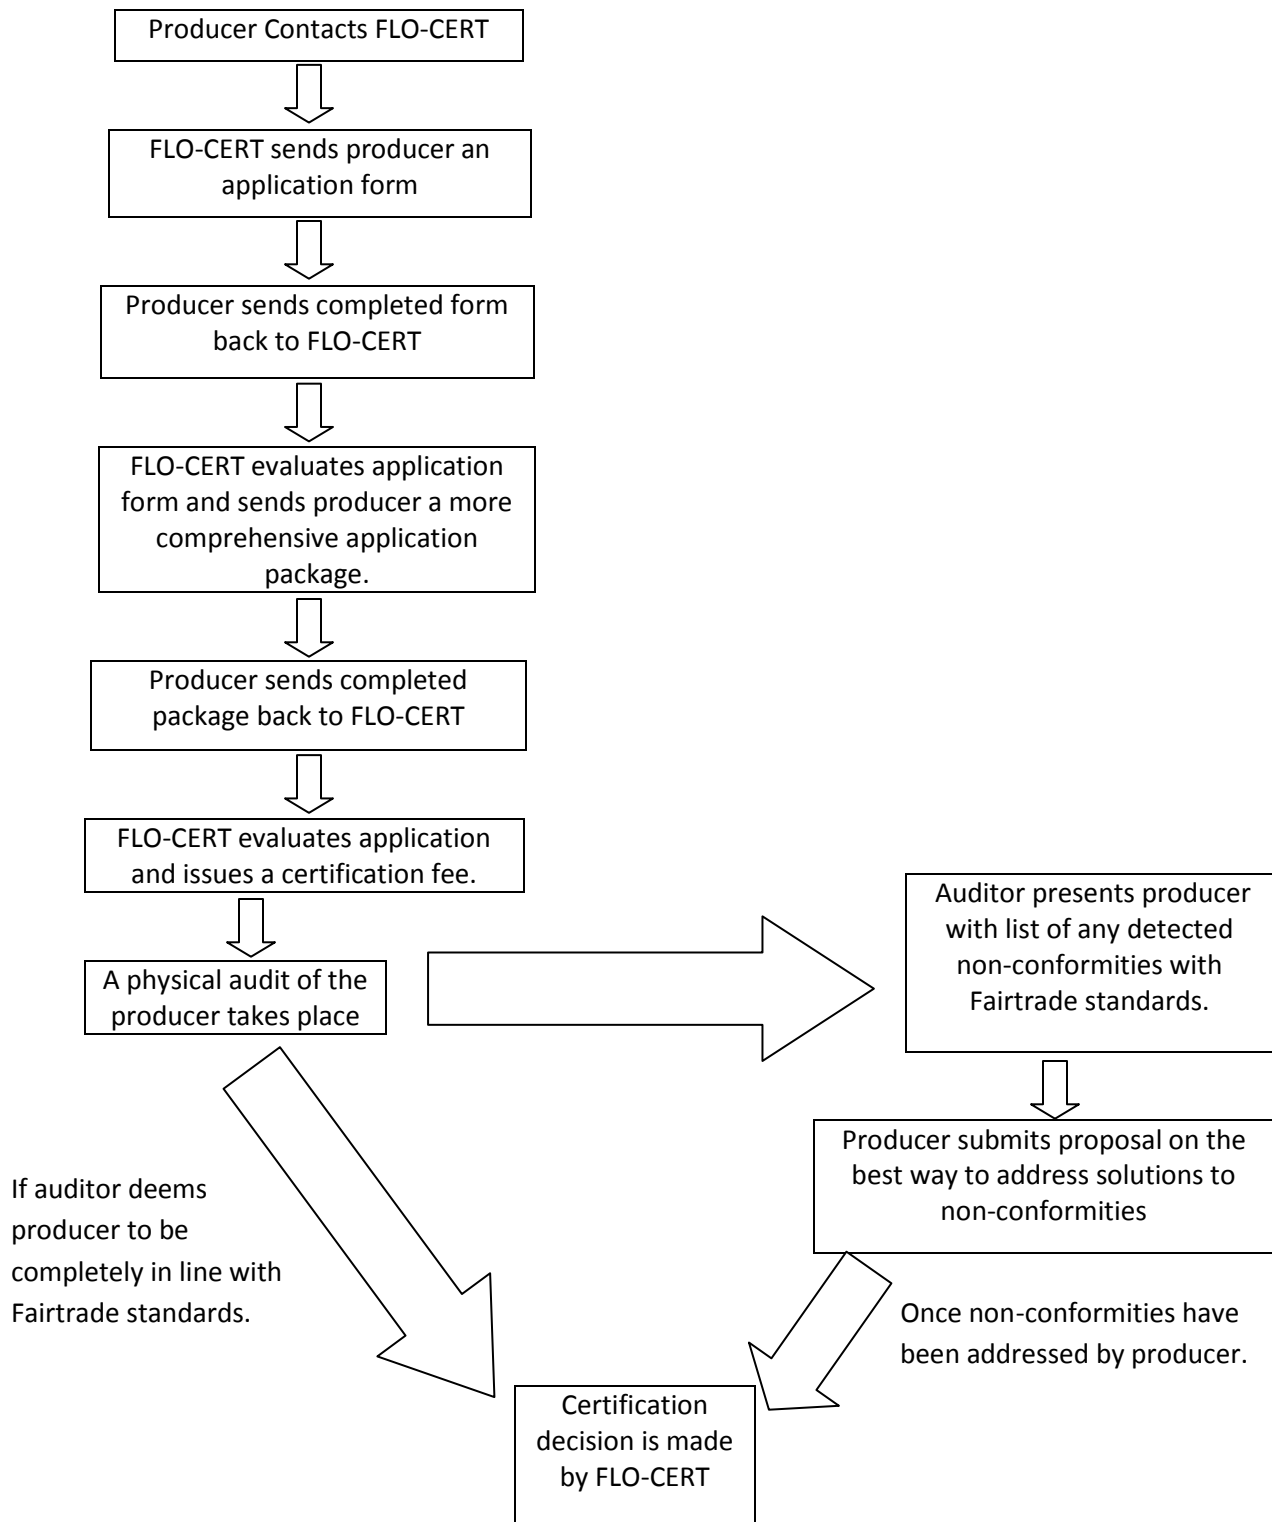 Producer Contacts FLO-CERT
FLO-CERT sends producer an
application form
Producer sends completed form
back to FLO-CERT
FLO-CERT evaluates application
form and sends producer a more
comprehensive application
package.
Producer sends completed
package back to FLO-CERT
FLO-CERT evaluates application
and issues a certification fee.
A physical audit of the
producer takes place
Auditor presents producer
with list of any detected
non-conformities with
Fairtrade standards.
Producer submits proposal on the
best way to address solutions to
non-conformities
If auditor deems
producer to be
completely in line with
Fairtrade standards.
Once non-conformities have
been addressed by producer.
Certification
decision is made
by FLO-CERT